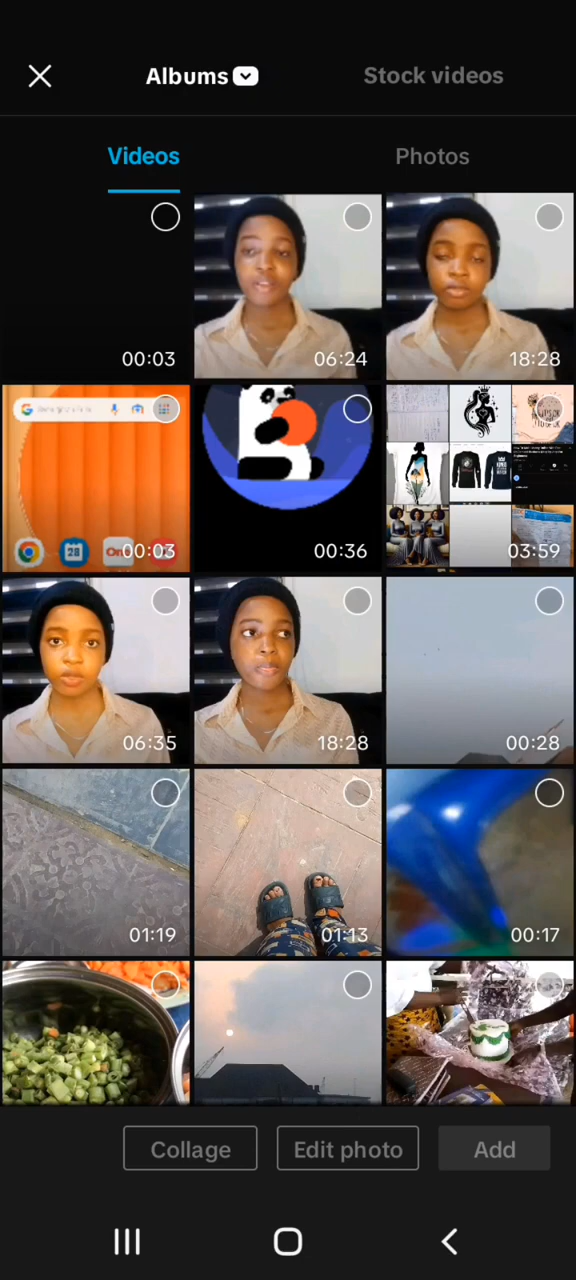 Albums
Stock videos
Videos
Photos
00:03
06:24
18:28
00:03
00:36
03:59
28
06:35
18:28
00:28
01:19
01:13
00:17
Collage
Edit photo
Add